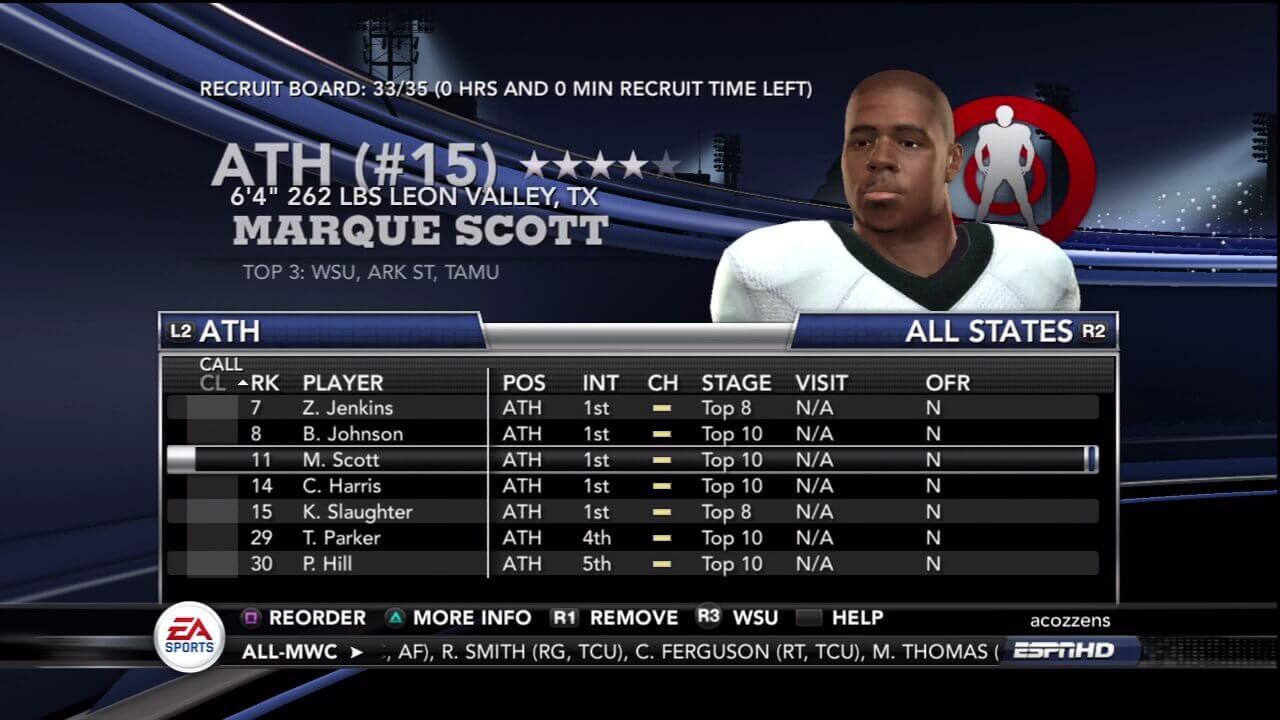 RECRUIT BOARD: 33/35 (0 HRS AND 0 MIN RECRUIT TIME LEFT)
ATH (#15)
6'4" 262 LBS LEON VALLEY, TX
MARQUE SCOTT
TOP 3: WSU, ARK ST, TAMU
L2 ATH ALL STATES R2
CALL
CL RK PLAYER POS INT CH STAGE VISIT OFR
7 Z. Jenkins ATH 1st Top 8 N/A N
8 B. Johnson ATH 1st Top 10 N/A N
11 M. Scott ATH 1st Top 10 N/A N
14 C. Harris ATH 1st Top 10 N/A N
15 K. Slaughter ATH 1st Top 8 N/A N
29 T. Parker ATH 4th Top 10 N/A N
30 P. Hill ATH 5th Top 10 N/A N
REORDER MORE INFO R1 REMOVE R3 WSU HELP acozzens
EA SPORTS
ALL-MWC , AF), R. SMITH (RG, TCU), C. FERGUSON (RT, TCU), M. THOMAS ( ESPNHD